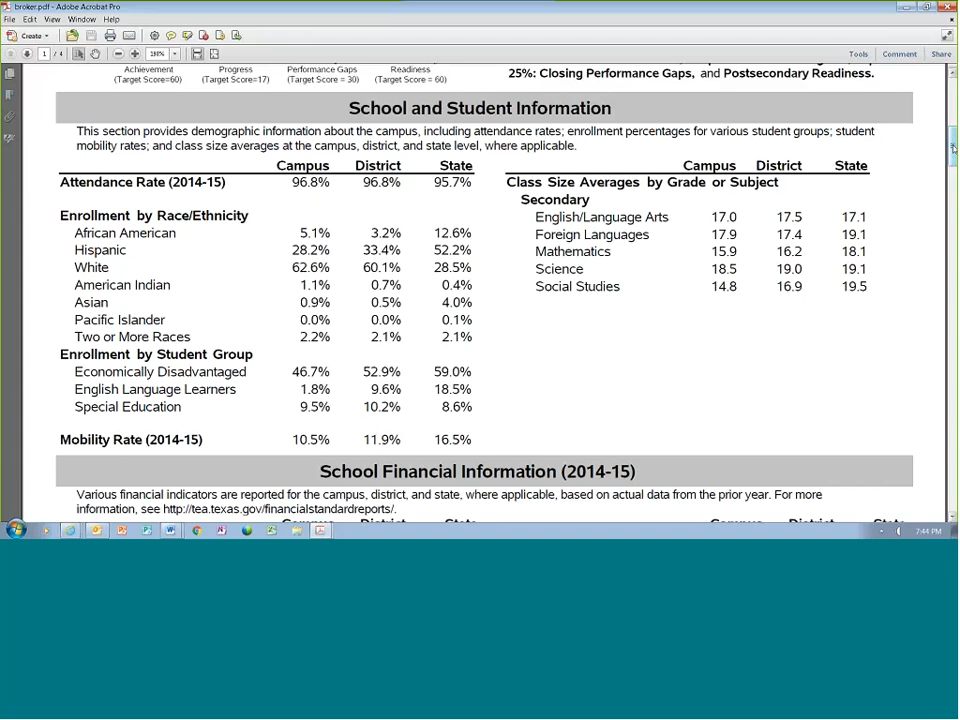 broker.pdf - Adobe Acrobat Pro
File Edit View Window Help
Create
1 / 4 188% Tools Comment Share
Achievement Progress Performance Gaps Readiness
(Target Score=60) (Target Score=17) (Target Score = 30) (Target Score = 60)
25%: Closing Performance Gaps, and Postsecondary Readiness.
School and Student Information
This section provides demographic information about the campus, including attendance rates; enrollment percentages for various student groups; student
mobility rates; and class size averages at the campus, district, and state level, where applicable.
Campus District State
Attendance Rate (2014-15) 96.8% 96.8% 95.7%
Enrollment by Race/Ethnicity
African American 5.1% 3.2% 12.6%
Hispanic 28.2% 33.4% 52.2%
White 62.6% 60.1% 28.5%
American Indian 1.1% 0.7% 0.4%
Asian 0.9% 0.5% 4.0%
Pacific Islander 0.0% 0.0% 0.1%
Two or More Races 2.2% 2.1% 2.1%
Enrollment by Student Group
Economically Disadvantaged 46.7% 52.9% 59.0%
English Language Learners 1.8% 9.6% 18.5%
Special Education 9.5% 10.2% 8.6%
Mobility Rate (2014-15) 10.5% 11.9% 16.5%
Campus District State
Class Size Averages by Grade or Subject
Secondary
English/Language Arts 17.0 17.5 17.1
Foreign Languages 17.9 17.4 19.1
Mathematics 15.9 16.2 18.1
Science 18.5 19.0 19.1
Social Studies 14.8 16.9 19.5
School Financial Information (2014-15)
Various financial indicators are reported for the campus, district, and state, where applicable, based on actual data from the prior year. For more
information, see http://tea.texas.gov/financialstandardreports/.
Campus District State Campus District State
7:44 PM